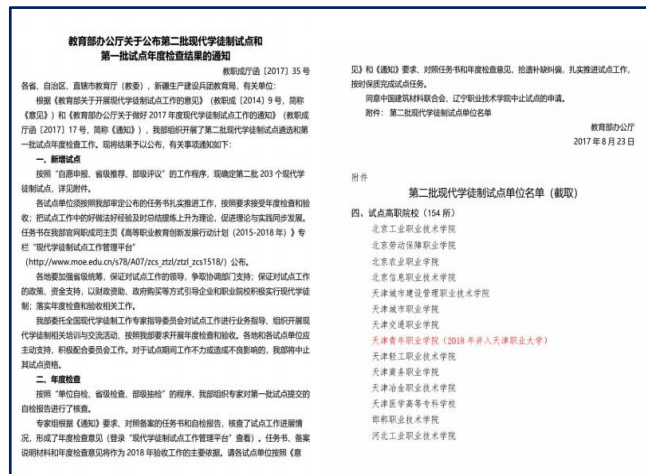 教育部办公厅关于公布第二批现代学徒制试点和
第一批试点年度检查结果的通知
教职成厅函〔2017〕35号
各省、自治区、直辖市教育厅（教委），新疆生产建设兵团教育局，有关单位：
根据《教育部关于开展现代学徒制试点工作的意见》（教职成〔2014〕9号，简称
《意见》）和《教育部办公厅关于做好2017年度现代学徒制试点工作的通知》（教职成
厅函〔2017〕17号，简称《通知》），我部组织开展了第二批现代学徒制试点遴选和第
一批试点年度检查工作。现将结果予以公布，有关事项通知如下：
一、新增试点
按照“自愿申报、省级推荐、部级评议”的工作程序，现确定第二批203个现代学
徒制试点，详见附件。
各试点单位须按照我部审定公布的任务书扎实推进工作，按照要求接受年度检查和验
收；把试点工作中的好做法好经验及时总结提炼上升为理论，促进理论与实践同步发展。
任务书在我部官网职成司主页《高等职业教育创新发展行动计划（2015-2018年）》专
栏“现代学徒制试点工作管理平台”
（http://www.moe.edu.cn/s78/A07/zcs_ztzl/ztzl_zcs1518/）公布。
各地要加强省级统筹，保证对试点工作的领导，争取协调部门支持；保证对试点工作
的政策、资金支持，以财政资助、政府购买等方式引导企业和职业院校积极实行现代学徒
制；落实年度检查和验收相关工作。
我部委托全国现代学徒制工作专家指导委员会对试点工作进行业务指导、组织开展现
代学徒制相关培训与交流活动、按照我部要求开展年度检查和验收。各地和各试点单位应
主动支持、积极配合委员会工作。对于试点期间工作不力或造成不良影响的，我部将中止
其试点资格。
二、年度检查
按照“单位自检、省级检查、部级抽检”的程序，我部组织专家对第一批试点提交的
自检报告进行了核查。
专家组根据《通知》要求、对照备案的任务书和自检报告，核查了试点工作进展情
况，形成了年度检查意见（登录“现代学徒制试点工作管理平台”查看）。任务书、备案
说明材料和年度检查意见将作为2018年验收工作的主要依据。请各试点单位按照《意
见》和《通知》要求，对照任务书和年度检查意见，拾遗补缺纠偏，扎实推进试点工作，
按时保质完成试点任务。
同意中国建筑材料联合会、辽宁职业技术学院中止试点的申请。
附件： 第二批现代学徒制试点单位名单
教育部办公厅
2017年8月23日
附件
第二批现代学徒制试点单位名单（截取）
四、试点高职院校（154所）
北京工业职业技术学院
北京劳动保障职业学院
北京农业职业学院
北京信息职业技术学院
天津城市建设管理职业技术学院
天津城市职业学院
天津交通职业学院
天津青年职业学院（2018年并入天津职业大学）
天津轻工职业技术学院
天津商务职业学院
天津冶金职业技术学院
天津医学高等专科学校
邯郸职业技术学院
河北工业职业技术学院